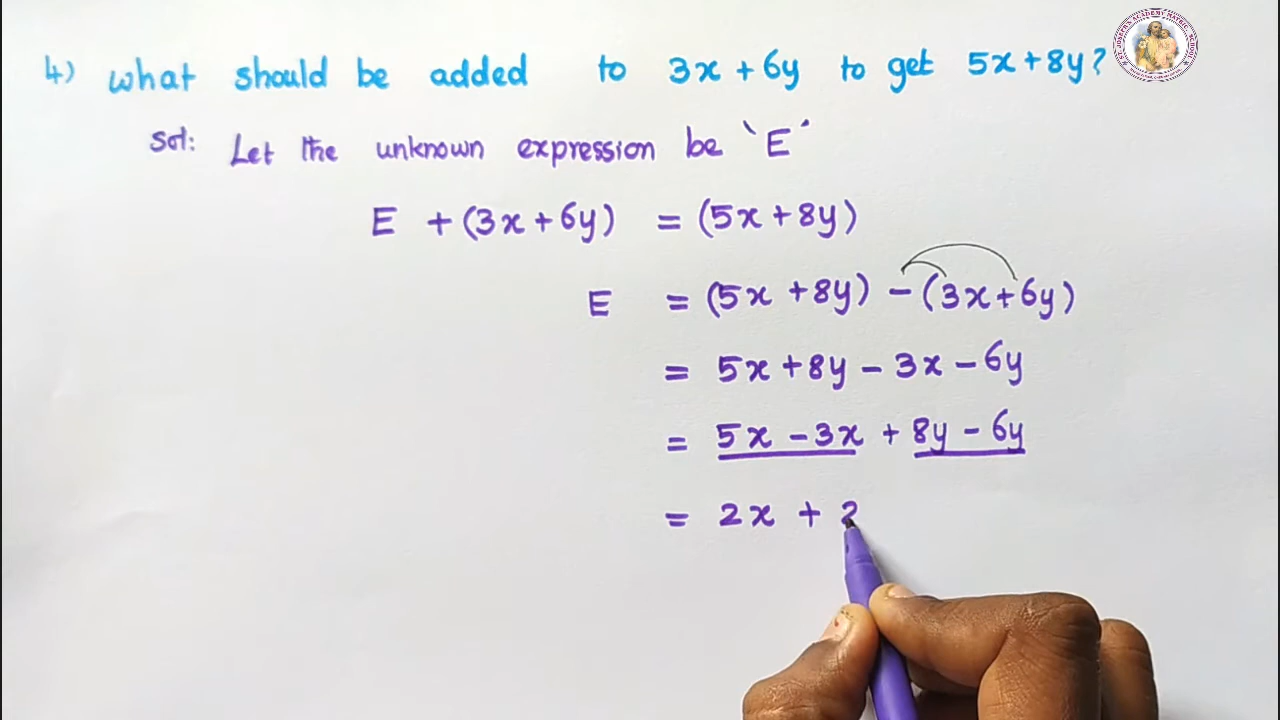 4) What should be added to 3x + 6y to get 5x + 8y?
Sol: Let the unknown expression be 'E'
E + (3x + 6y) = (5x + 8y)
E = (5x + 8y) - (3x + 6y)
= 5x + 8y - 3x - 6y
= 5x - 3x + 8y - 6y
= 2x + 2